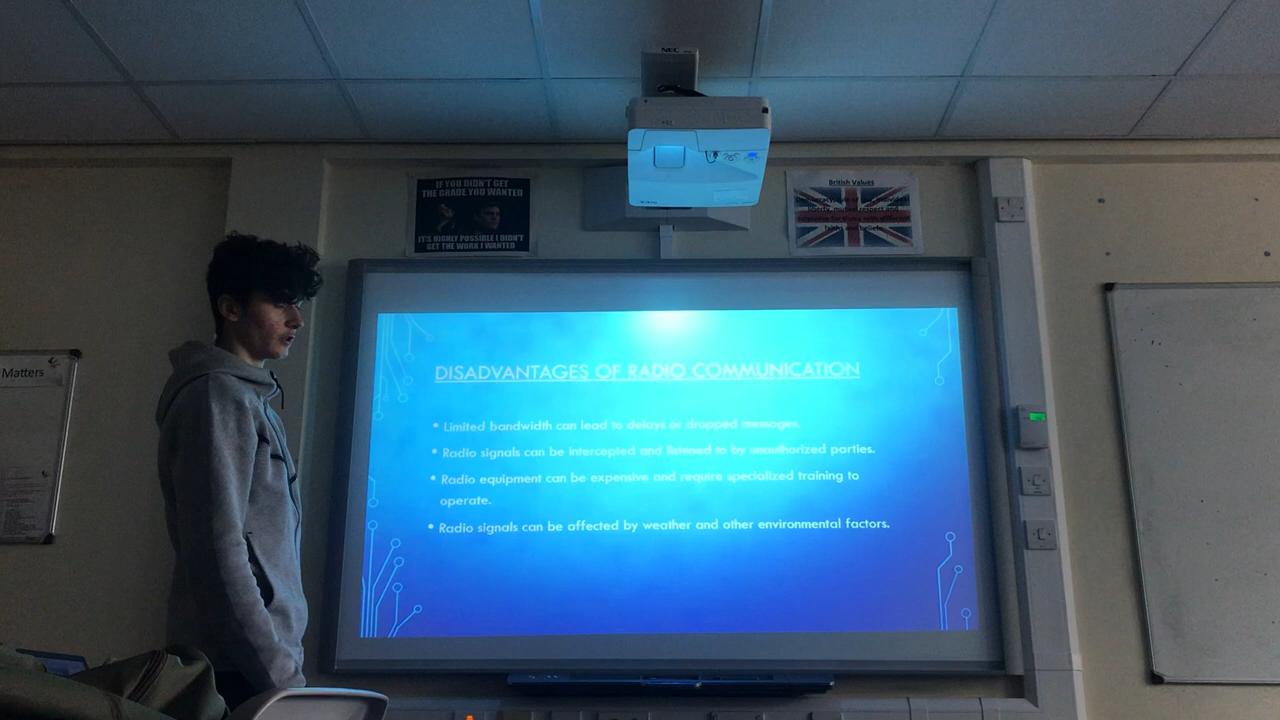 NEC
IF YOU DIDN'T GET
THE GRADE YOU WANTED
IT'S HIGHLY POSSIBLE I DIDN'T
GET THE WORK I WANTED
British Values
Matters
DISADVANTAGES OF RADIO COMMUNICATION
• Limited bandwidth can lead to delays or dropped messages.
• Radio signals can be intercepted and listened to by unauthorized parties.
• Radio equipment can be expensive and require specialized training to
operate.
• Radio signals can be affected by weather and other environmental factors.